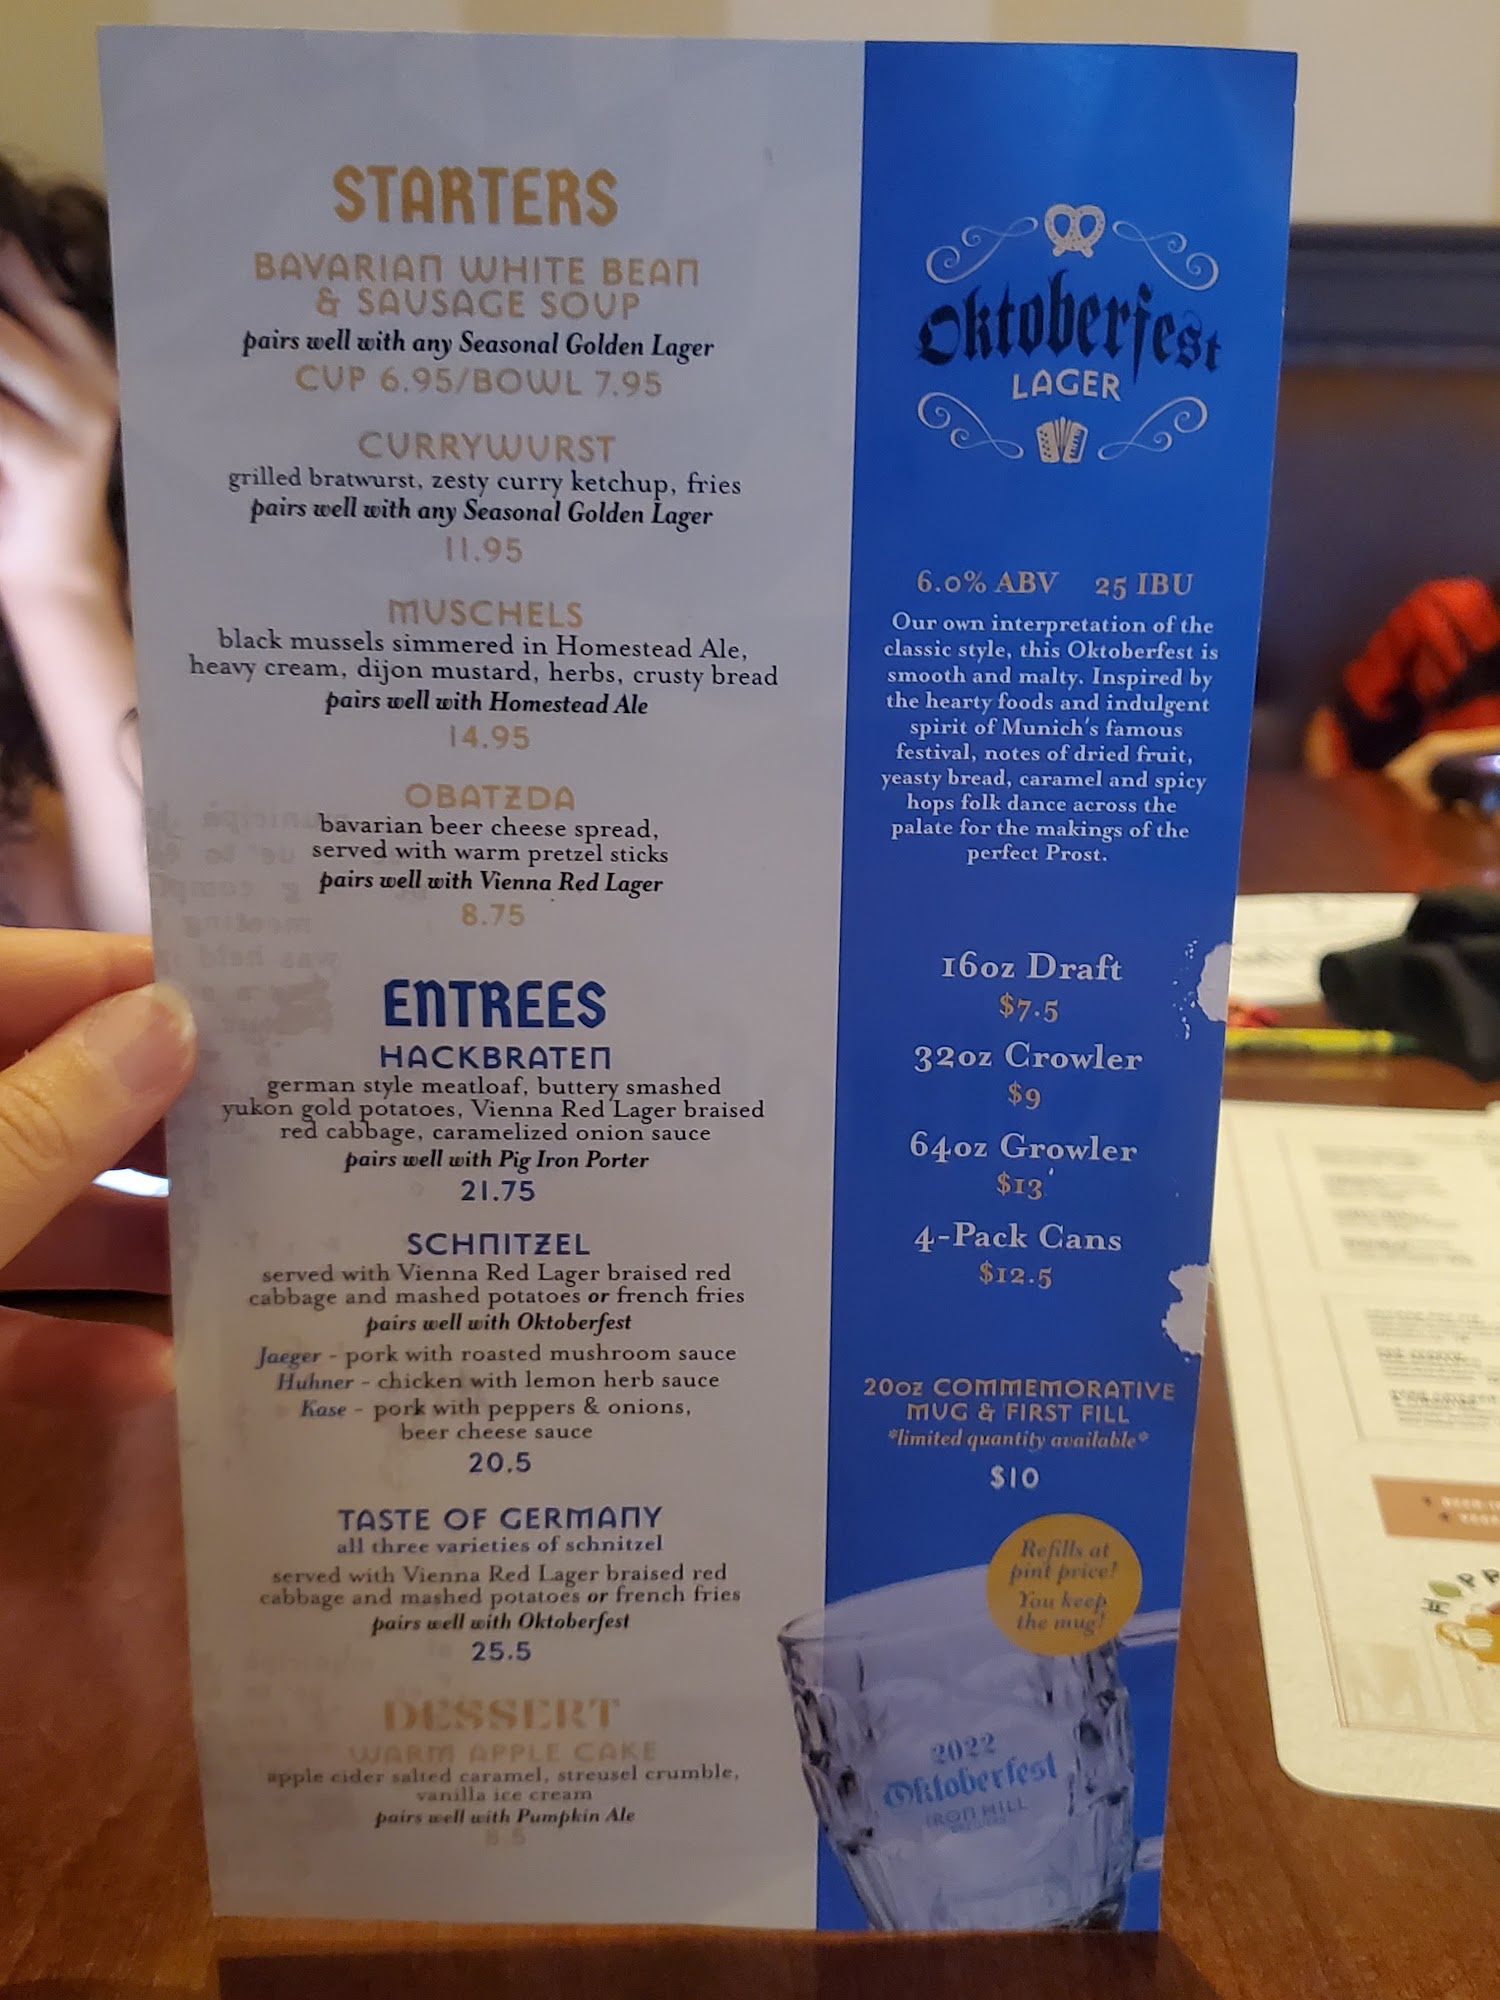 STARTERS
BAVARIAN WHITE BEAN
& SAUSAGE SOUP
pairs well with any Seasonal Golden Lager
CUP 6.95/BOWL 7.95
CURRYWURST
grilled bratwurst, zesty curry ketchup, fries
pairs well with any Seasonal Golden Lager
11.95
MUSCHELS
black mussels simmered in Homestead Ale,
heavy cream, dijon mustard, herbs, crusty bread
pairs well with Homestead Ale
14.95
OBATZDA
bavarian beer cheese spread,
served with warm pretzel sticks
pairs well with Vienna Red Lager
8.75
ENTREES
HACKBRATEN
german style meatloaf, buttery smashed
yukon gold potatoes, Vienna Red Lager braised
red cabbage, caramelized onion sauce
pairs well with Pig Iron Porter
21.75
SCHNITZEL
served with Vienna Red Lager braised red
cabbage and mashed potatoes or french fries
pairs well with Oktoberfest
Jaeger - pork with roasted mushroom sauce
Huhner - chicken with lemon herb sauce
Kase - pork with peppers & onions,
beer cheese sauce
20.5
TASTE OF GERMANY
all three varieties of schnitzel
served with Vienna Red Lager braised red
cabbage and mashed potatoes or french fries
pairs well with Oktoberfest
25.5
DESSERT
WARM APPLE CAKE
apple cider salted caramel, streusel crumble,
vanilla ice cream
pairs well with Pumpkin Ale
8.5
Oktoberfest
LAGER
6.0% ABV 25 IBU
Our own interpretation of the
classic style, this Oktoberfest is
smooth and malty. Inspired by
the hearty foods and indulgent
spirit of Munich's famous
festival, notes of dried fruit,
yeasty bread, caramel and spicy
hops folk dance across the
palate for the makings of the
perfect Prost.
16oz Draft
$7.5
32oz Crowler
$9
64oz Growler
$13
4-Pack Cans
$12.5
20oz COMMEMORATIVE
MUG & FIRST FILL
*limited quantity available*
$10
Refills at
pint price!
You keep
the mug!
2022
Oktoberfest
IRON HILL
BREWERY